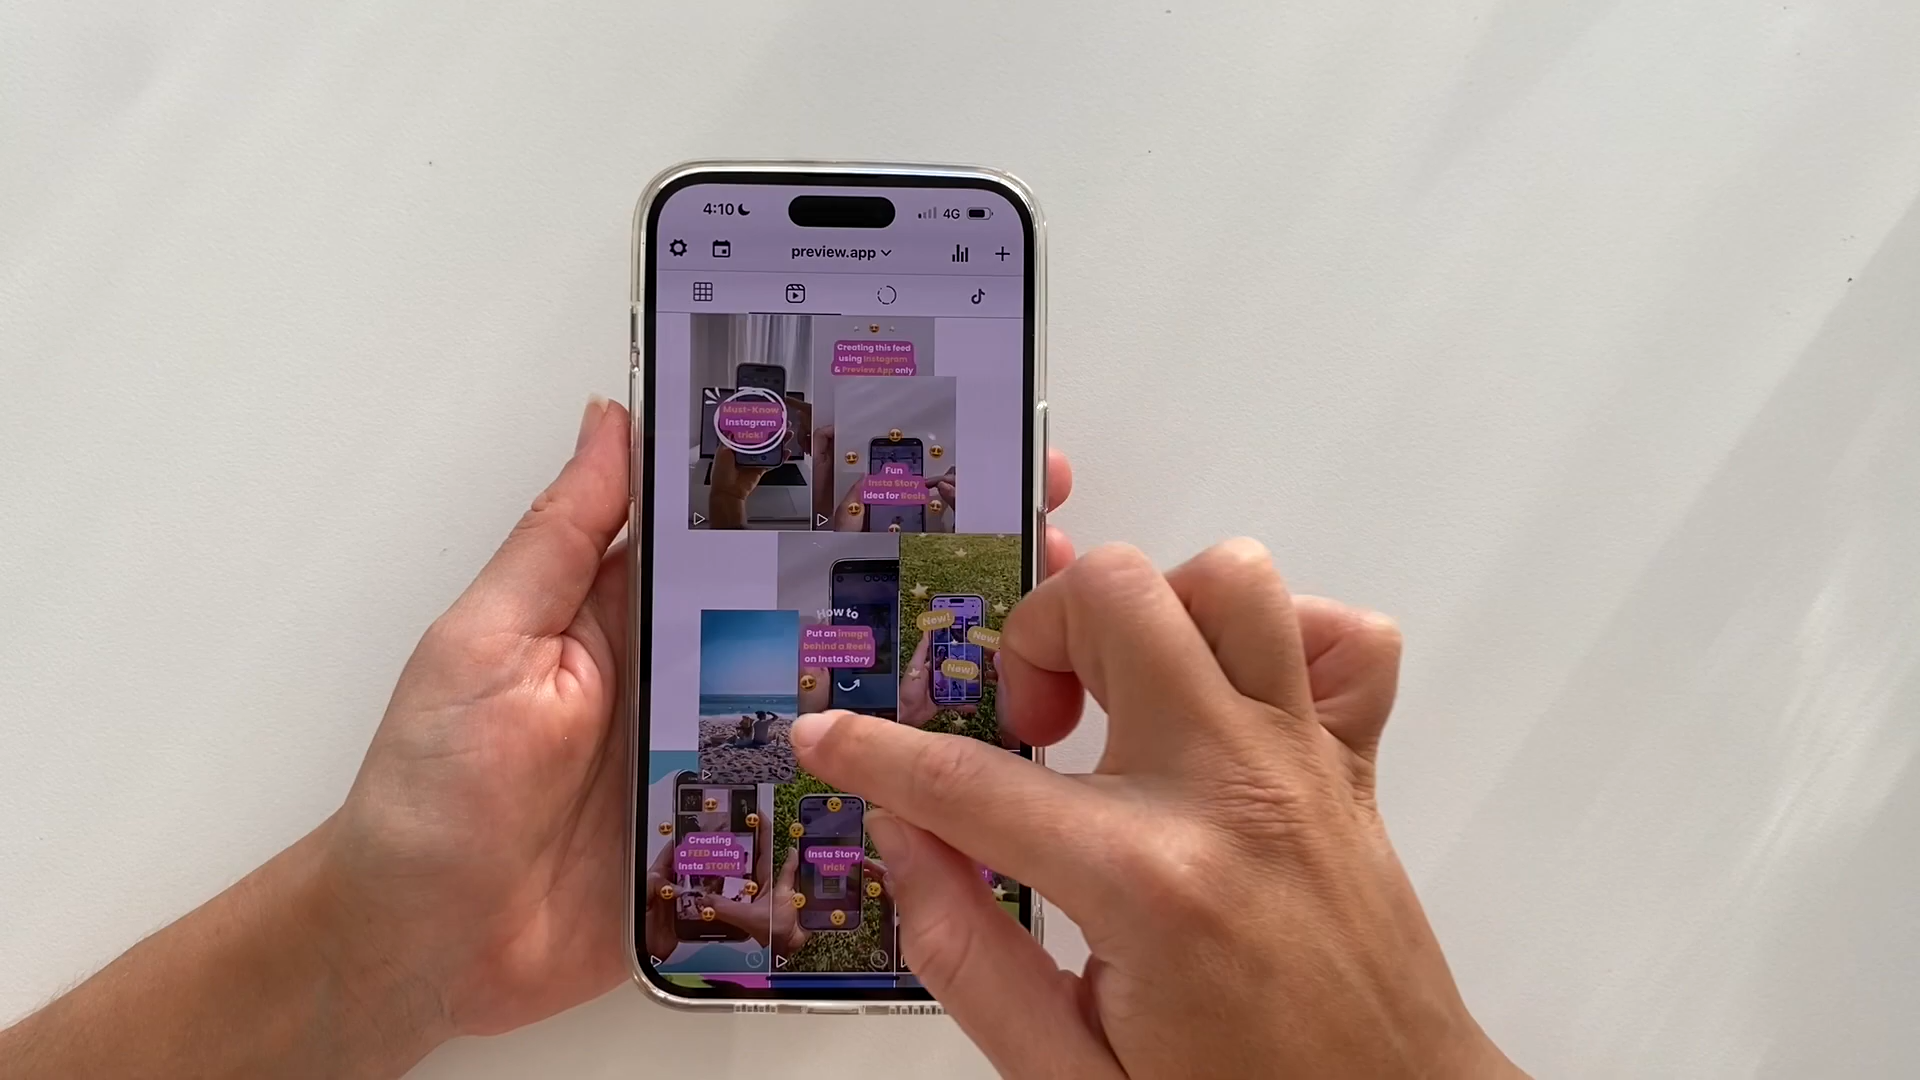 4:10
4G
preview.app
Creating this feed
using Instagram
& Preview App only
Must-Know
Instagram
trick!
Fun
Insta Story
idea for Reels
How to
Put an image
behind a Reels
on Insta Story
New!
New!
New!
Creating
a FEED using
Insta STORY!
Insta Story
trick